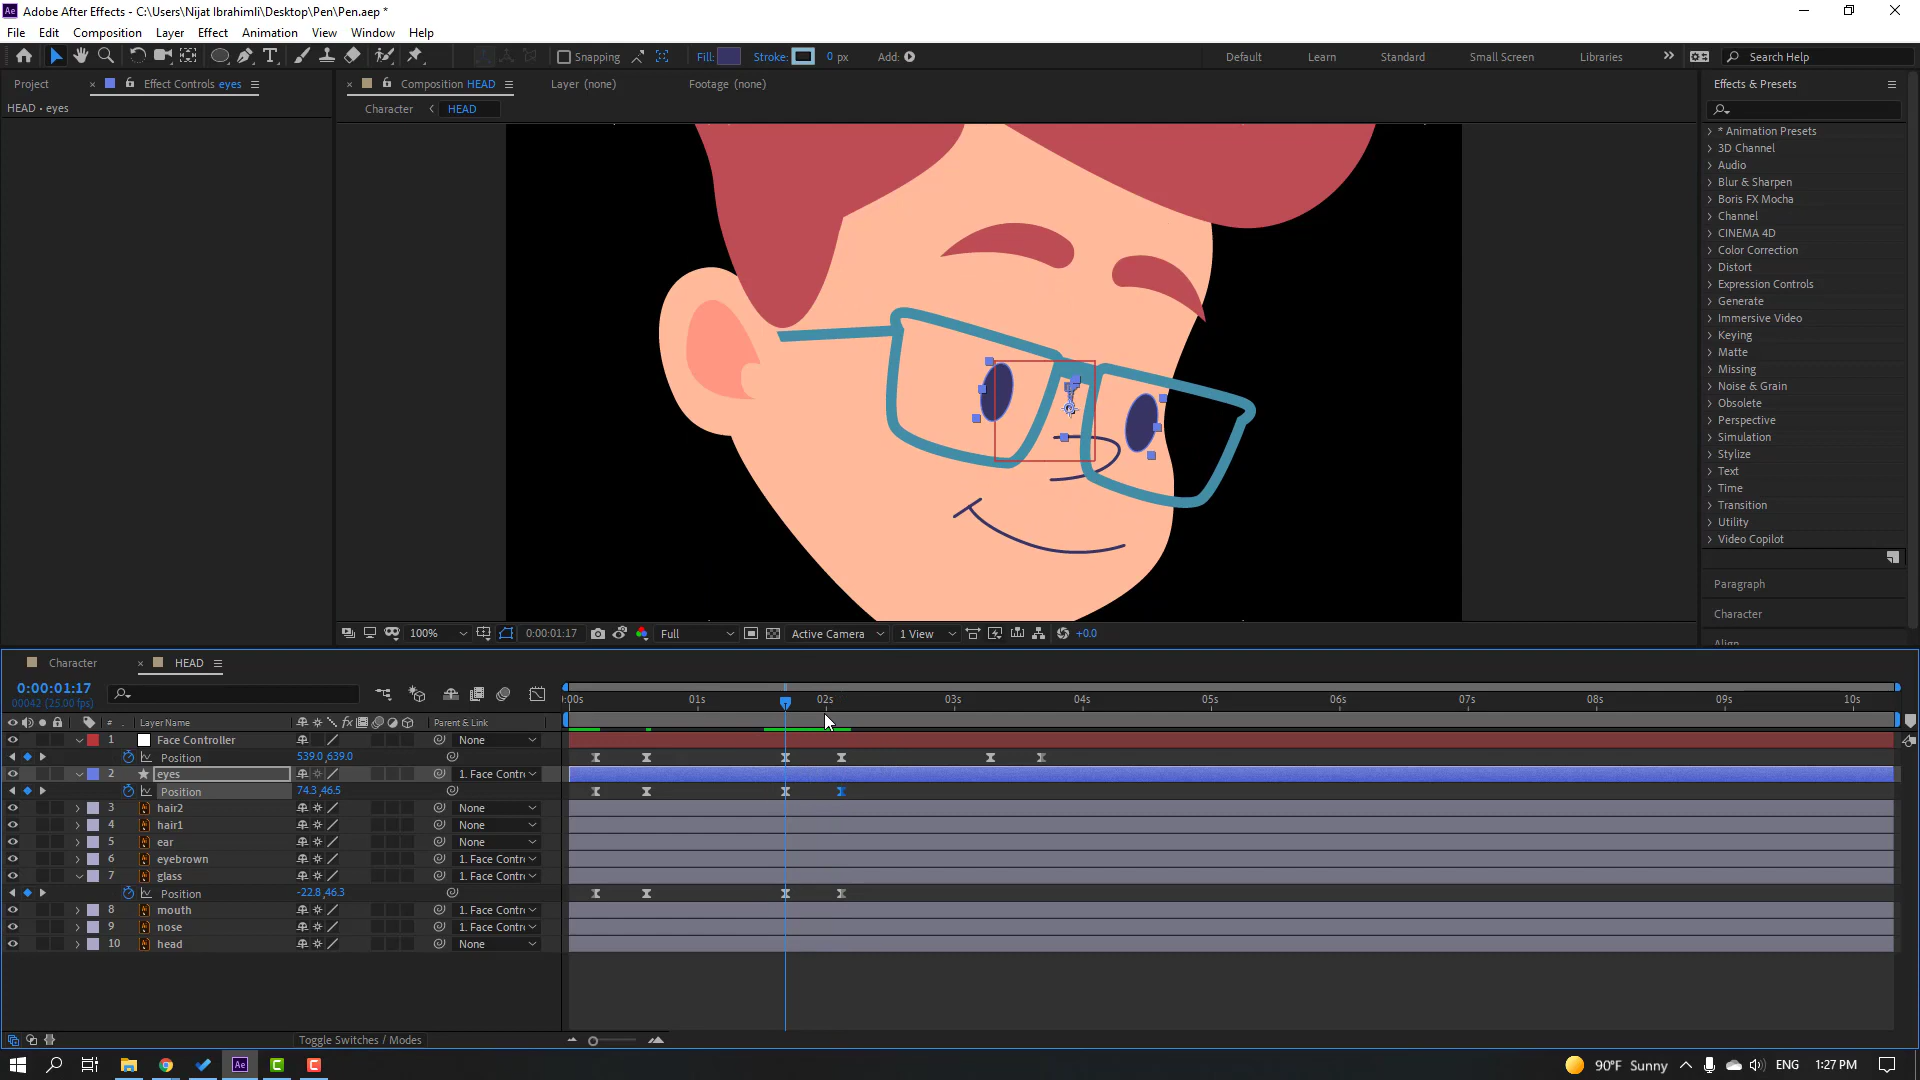 Adobe After Effects - C:\Users\Nijat Ibrahimli\Desktop\Pen\Pen.aep *
File Edit Composition Layer Effect Animation View Window Help
Snapping Fill: Stroke: 0 px Add: Default Learn Standard Small Screen Libraries Search Help
Project Effect Controls eyes
HEAD • eyes
Composition HEAD Layer (none) Footage (none)
Character HEAD
Effects & Presets
* Animation Presets
3D Channel
Audio
Blur & Sharpen
Boris FX Mocha
Channel
CINEMA 4D
Color Correction
Distort
Expression Controls
Generate
Immersive Video
Keying
Matte
Missing
Noise & Grain
Obsolete
Perspective
Simulation
Stylize
Text
Time
Transition
Utility
Video Copilot
Paragraph
Character
Align
100% 0:00:01:17 Full Active Camera 1 View +0.0
Character HEAD
0:00:01:17
00042 (25.00 fps)
:00s 01s 02s 03s 04s 05s 06s 07s 08s 09s 10s
# Layer Name Parent & Link
1 Face Controller None
Position 539.0,639.0
2 eyes 1. Face Contr
Position 74.3,46.5
3 hair2 None
4 hair1 None
5 ear None
6 eyebrown 1. Face Contr
7 glass 1. Face Contr
Position -22.8,46.3
8 mouth 1. Face Contr
9 nose 1. Face Contr
10 head None
Toggle Switches / Modes
90°F Sunny ENG 1:27 PM